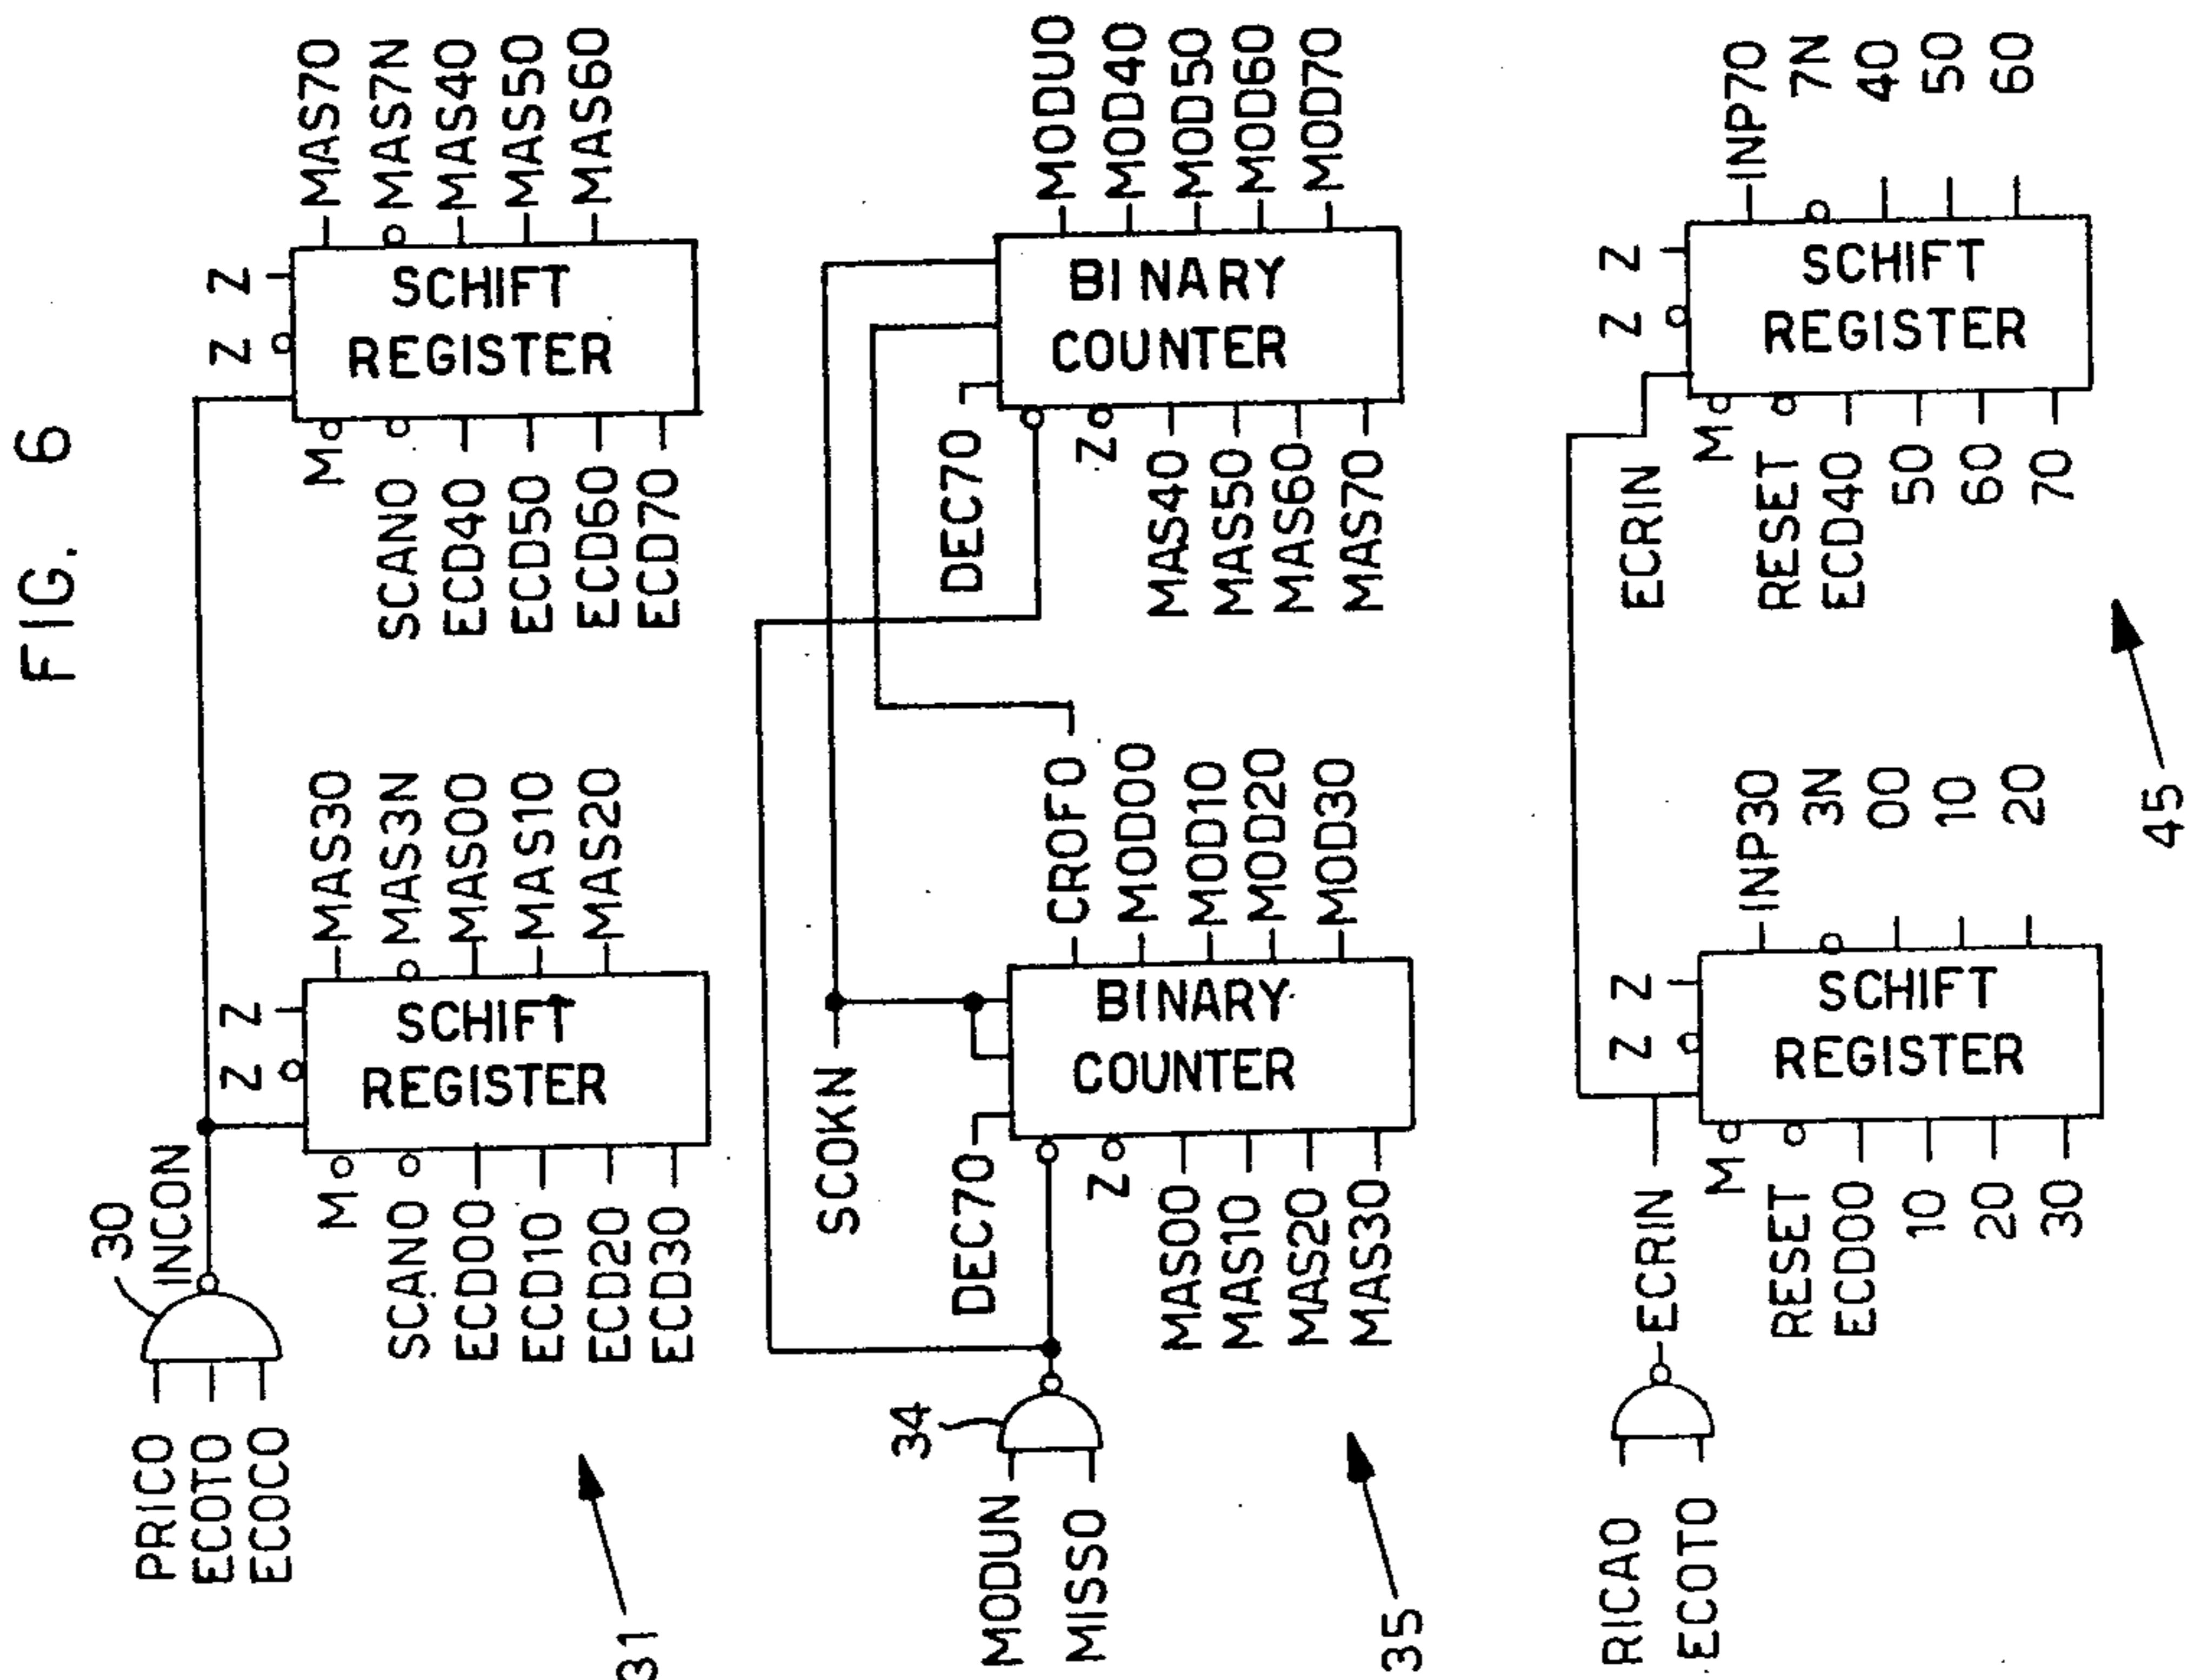 FIG. 6
30
PRICO
ECOTO
ECOCO
INCON
M
SCANO
ECD00
ECD10
ECD20
ECD30
Z Z
SCHIFT
REGISTER
MAS30
MAS3N
MAS00
MAS10
MAS20
M
SCANO
ECD40
ECD50
ECD60
ECD70
Z Z
SCHIFT
REGISTER
MAS70
MAS7N
MAS40
MAS50
MAS60
31
34
MODUN
MISSO
SCOKN
DEC70
Z
MAS00
MAS10
MAS20
MAS30
BINARY
COUNTER
CROFO
MOD00
MOD10
MOD20
MOD30
DEC70
Z
MAS40
MAS50
MAS60
MAS70
BINARY
COUNTER
MODU0
MOD40
MOD50
MOD60
MOD70
35
RICAO
ECOTO
ECRIN
M
RESET
ECD00
10
20
30
Z Z
SCHIFT
REGISTER
INP30
3N
00
10
20
ECRIN
M
RESET
ECD40
50
60
70
Z Z
SCHIFT
REGISTER
INP70
7N
40
50
60
45